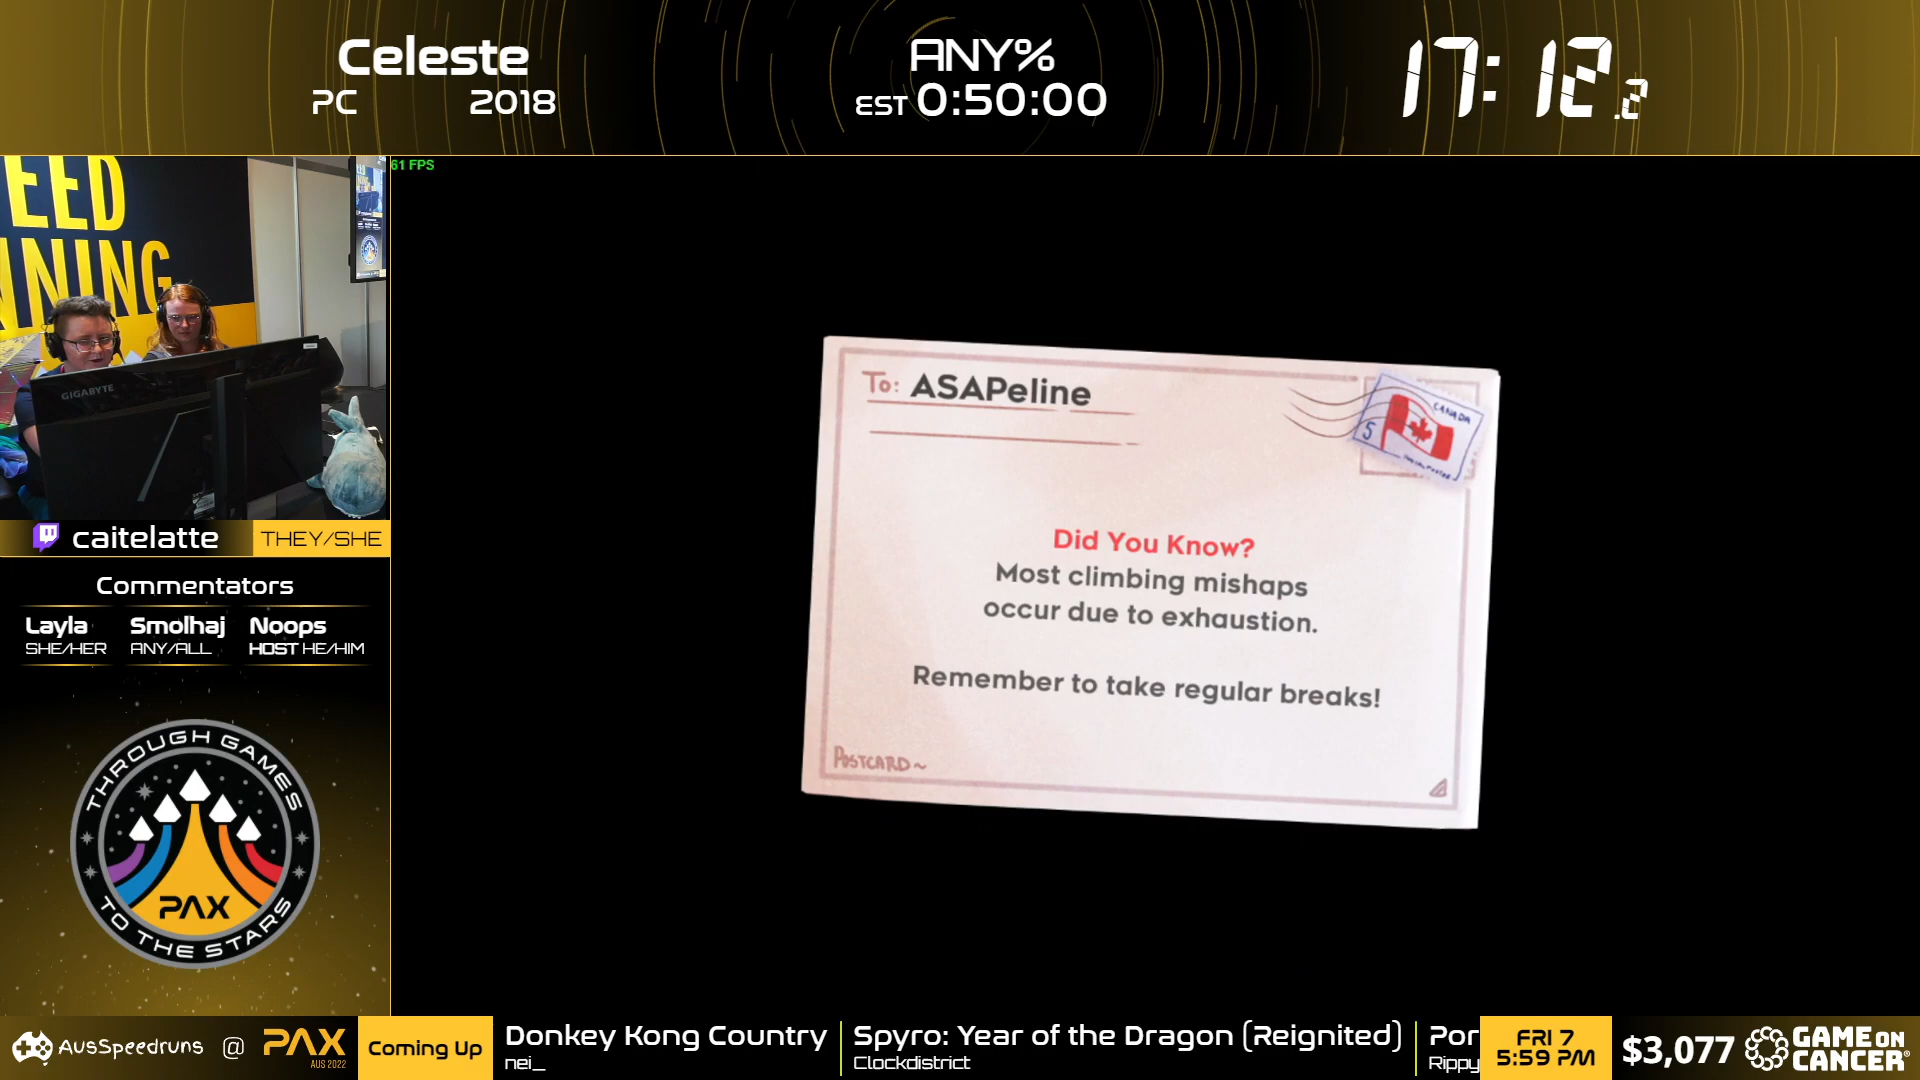 Celeste
PC 2018
ANY%
EST 0:50:00
17:12.2
61 FPS
EED
NNING
GIGABYTE
caitelatte
THEY/SHE
Commentators
Layla Smolhaj Noops
SHE/HER ANY/ALL HOST HE/HIM
THROUGH GAMES
PAX
TO THE STARS
To: ASAPeline
CANADA
5
Did You Know?
Most climbing mishaps
occur due to exhaustion.
Remember to take regular breaks!
POSTCARD~
AusSpeedruns @ PAX
AUS 2022
Coming Up
Donkey Kong Country
nei_
Spyro: Year of the Dragon (Reignited)
Clockdistrict
Por
Rippy
FRI 7
5:59 PM
$3,077
GAME ON
CANCER